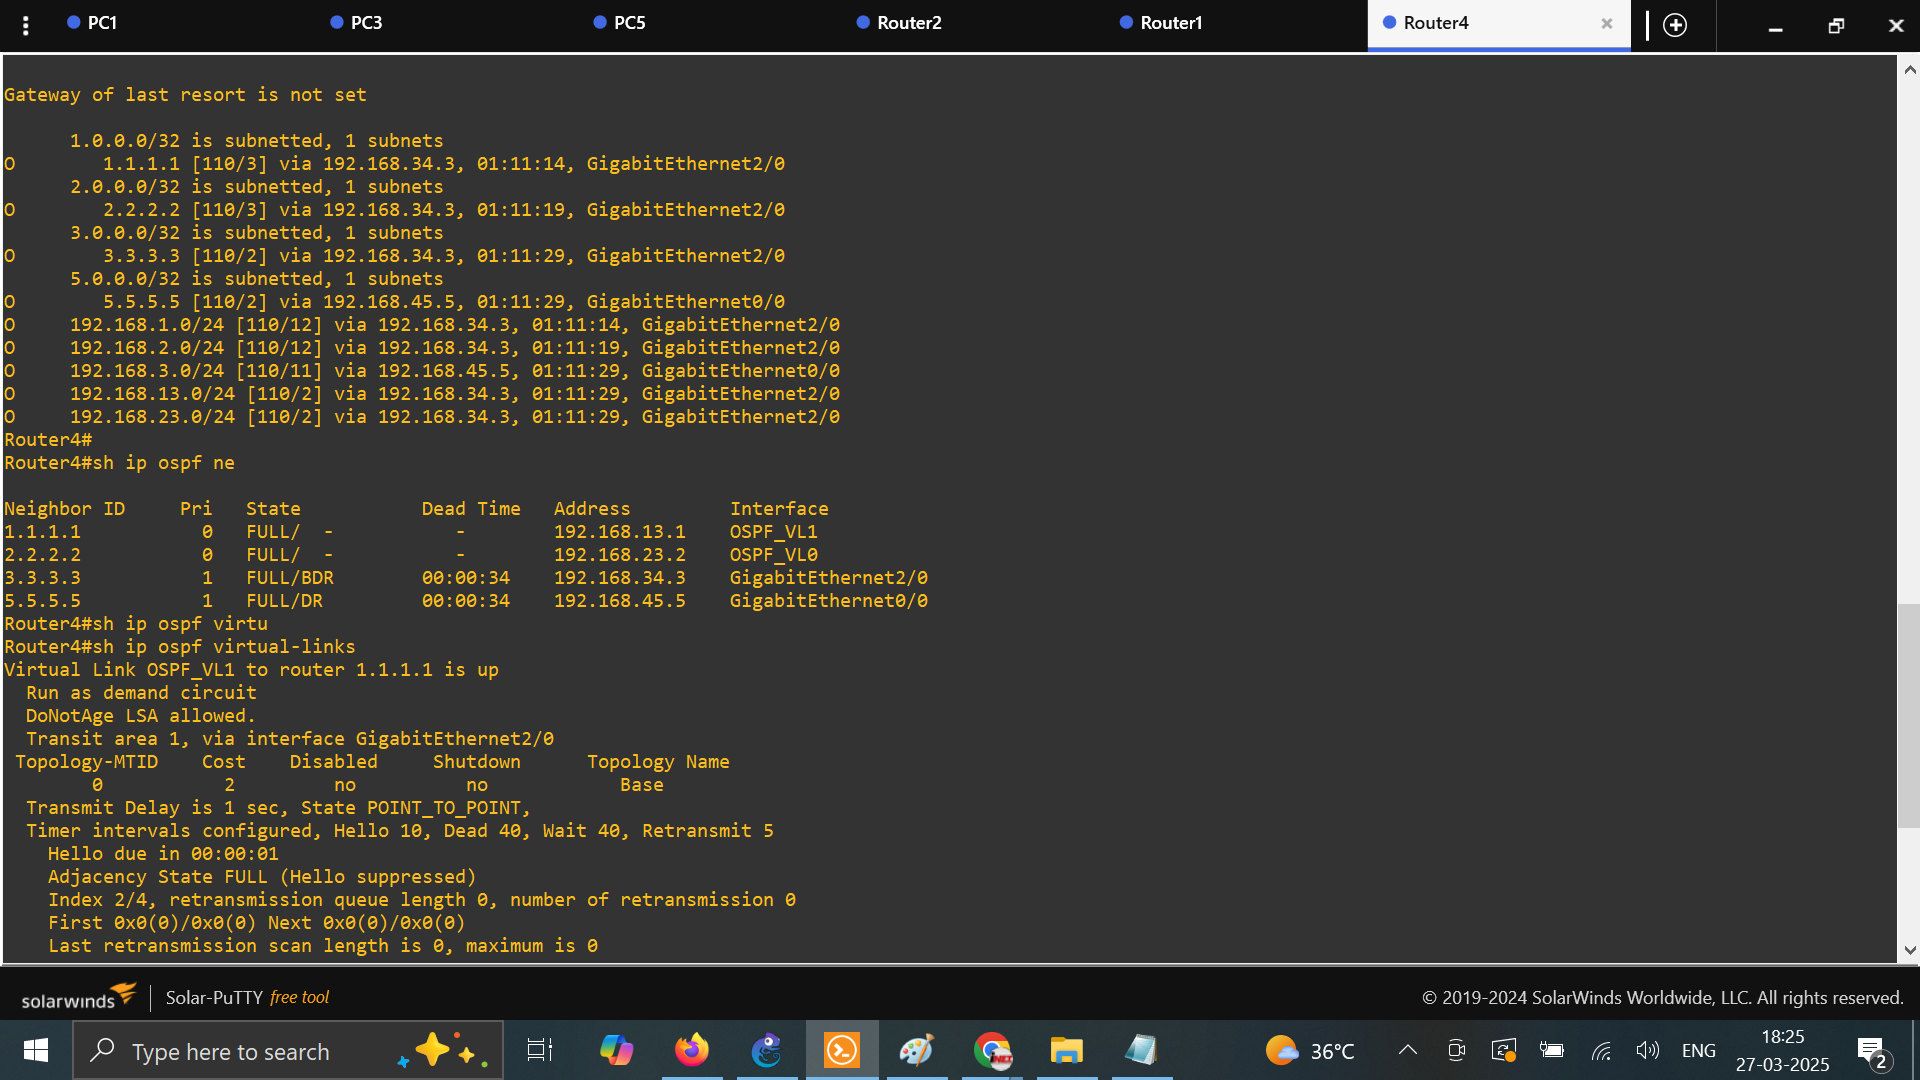 PC1 PC3 PC5 Router2 Router1 Router4
Gateway of last resort is not set
1.0.0.0/32 is subnetted, 1 subnets
O 1.1.1.1 [110/3] via 192.168.34.3, 01:11:14, GigabitEthernet2/0
2.0.0.0/32 is subnetted, 1 subnets
O 2.2.2.2 [110/3] via 192.168.34.3, 01:11:19, GigabitEthernet2/0
3.0.0.0/32 is subnetted, 1 subnets
O 3.3.3.3 [110/2] via 192.168.34.3, 01:11:29, GigabitEthernet2/0
5.0.0.0/32 is subnetted, 1 subnets
O 5.5.5.5 [110/2] via 192.168.45.5, 01:11:29, GigabitEthernet0/0
O 192.168.1.0/24 [110/12] via 192.168.34.3, 01:11:14, GigabitEthernet2/0
O 192.168.2.0/24 [110/12] via 192.168.34.3, 01:11:19, GigabitEthernet2/0
O 192.168.3.0/24 [110/11] via 192.168.45.5, 01:11:29, GigabitEthernet0/0
O 192.168.13.0/24 [110/2] via 192.168.34.3, 01:11:29, GigabitEthernet2/0
O 192.168.23.0/24 [110/2] via 192.168.34.3, 01:11:29, GigabitEthernet2/0
Router4#
Router4#sh ip ospf ne
Neighbor ID Pri State Dead Time Address Interface
1.1.1.1 0 FULL/ - - 192.168.13.1 OSPF_VL1
2.2.2.2 0 FULL/ - - 192.168.23.2 OSPF_VL0
3.3.3.3 1 FULL/BDR 00:00:34 192.168.34.3 GigabitEthernet2/0
5.5.5.5 1 FULL/DR 00:00:34 192.168.45.5 GigabitEthernet0/0
Router4#sh ip ospf virtu
Router4#sh ip ospf virtual-links
Virtual Link OSPF_VL1 to router 1.1.1.1 is up
Run as demand circuit
DoNotAge LSA allowed.
Transit area 1, via interface GigabitEthernet2/0
Topology-MTID Cost Disabled Shutdown Topology Name
0 2 no no Base
Transmit Delay is 1 sec, State POINT_TO_POINT,
Timer intervals configured, Hello 10, Dead 40, Wait 40, Retransmit 5
Hello due in 00:00:01
Adjacency State FULL (Hello suppressed)
Index 2/4, retransmission queue length 0, number of retransmission 0
First 0x0(0)/0x0(0) Next 0x0(0)/0x0(0)
Last retransmission scan length is 0, maximum is 0
solarwinds Solar-PuTTY free tool © 2019-2024 SolarWinds Worldwide, LLC. All rights reserved.
Type here to search 36°C ENG 18:25
27-03-2025 2